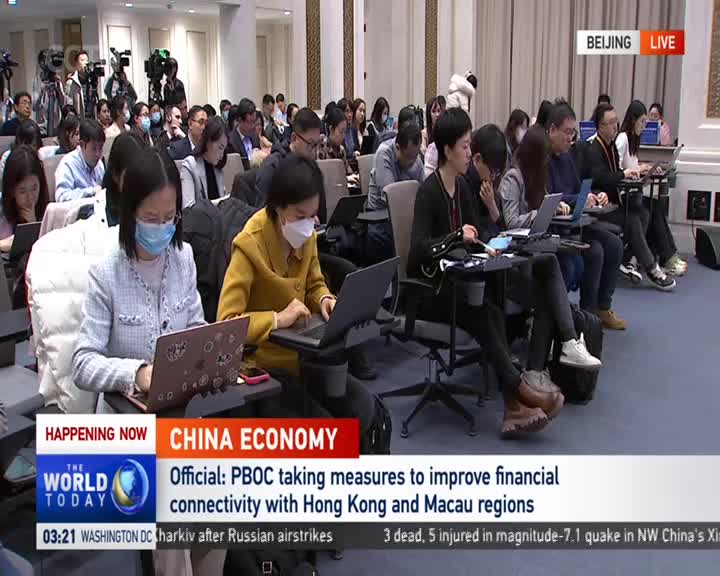 BEIJING LIVE
HAPPENING NOW
CHINA ECONOMY
THE
WORLD
TODAY
Official: PBOC taking measures to improve financial
connectivity with Hong Kong and Macau regions
03:21 WASHINGTON DC
Kharkiv after Russian airstrikes 3 dead, 5 injured in magnitude-7.1 quake in NW China's Xi